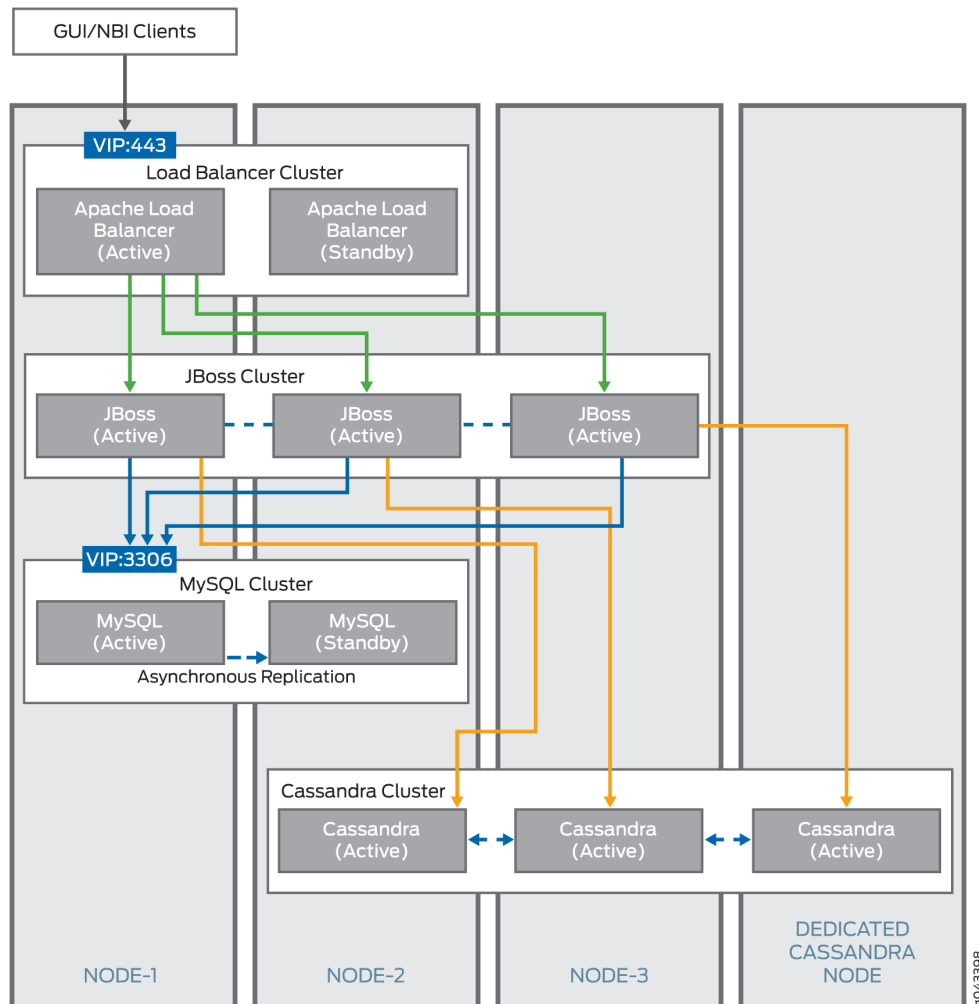 GUI/NBI Clients
VIP:443
Load Balancer Cluster
Apache Load
Balancer
(Active)
Apache Load
Balancer
(Standby)
JBoss Cluster
JBoss
(Active)
JBoss
(Active)
JBoss
(Active)
VIP:3306
MySQL Cluster
MySQL
(Active)
MySQL
(Standby)
Asynchronous Replication
Cassandra Cluster
Cassandra
(Active)
Cassandra
(Active)
Cassandra
(Active)
NODE-1
NODE-2
NODE-3
DEDICATED
CASSANDRA
NODE